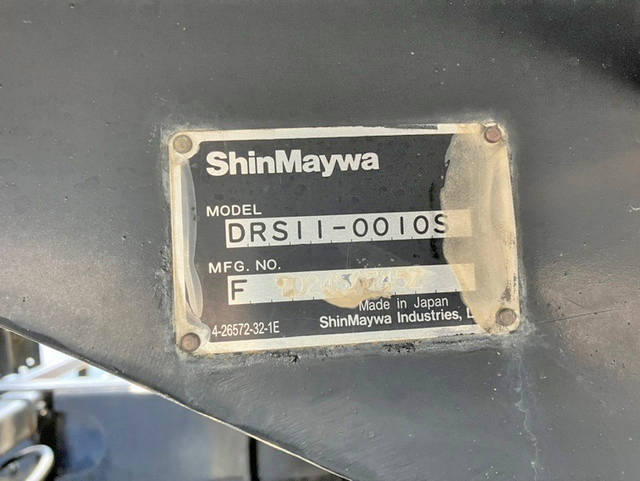 ShinMaywa
MODEL
DRS11-0010S
MFG. NO.
F
Made in Japan
4-26572-32-1E
ShinMaywa Industries,